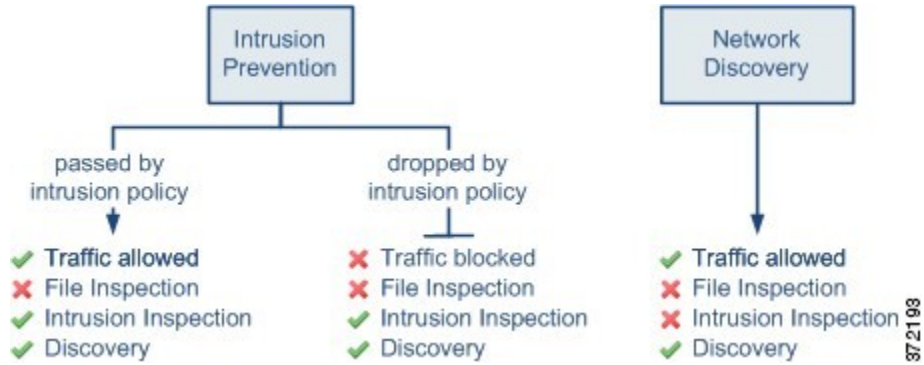 Intrusion
Prevention
Network
Discovery
passed by
intrusion policy
dropped by
intrusion policy
Traffic allowed
File Inspection
Intrusion Inspection
Discovery
Traffic blocked
File Inspection
Intrusion Inspection
Discovery
Traffic allowed
File Inspection
Intrusion Inspection
Discovery
372193